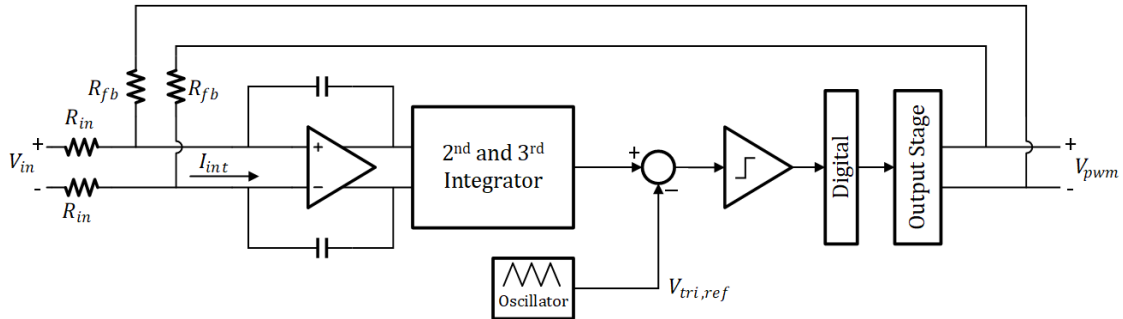 R_fb
R_fb
R_in
+
V_in
-
R_in
I_int
+
−
2nd and 3rd
Integrator
+
−
Oscillator
V_tri,ref
Digital
Output Stage
+
V_pwm
-